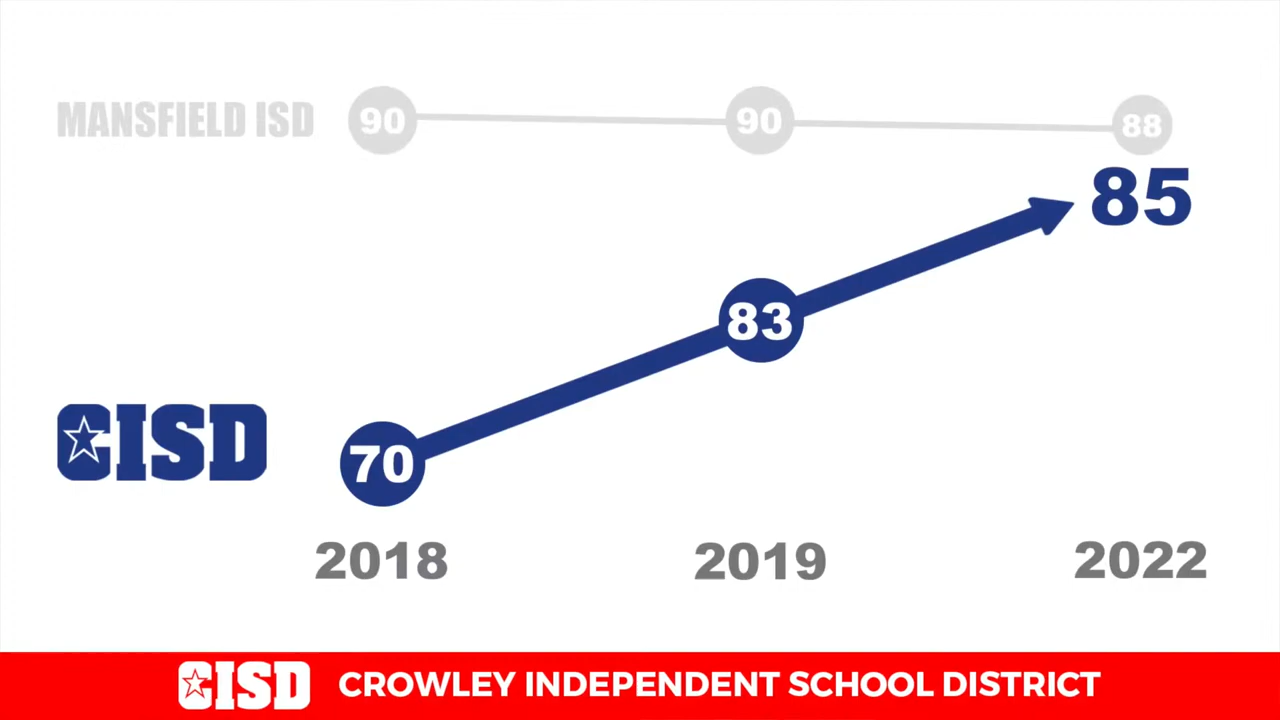 MANSFIELD ISD 90 90 88
85
83
CISD 70
2018 2019 2022
CISD CROWLEY INDEPENDENT SCHOOL DISTRICT